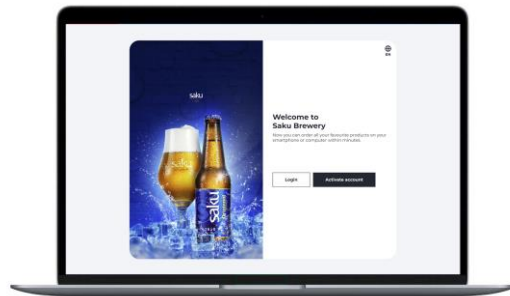 saku
Welcome to
Saku Brewery
Now you can order all your favourite products on your
smartphone or computer within minutes.
Login
Activate account
saku